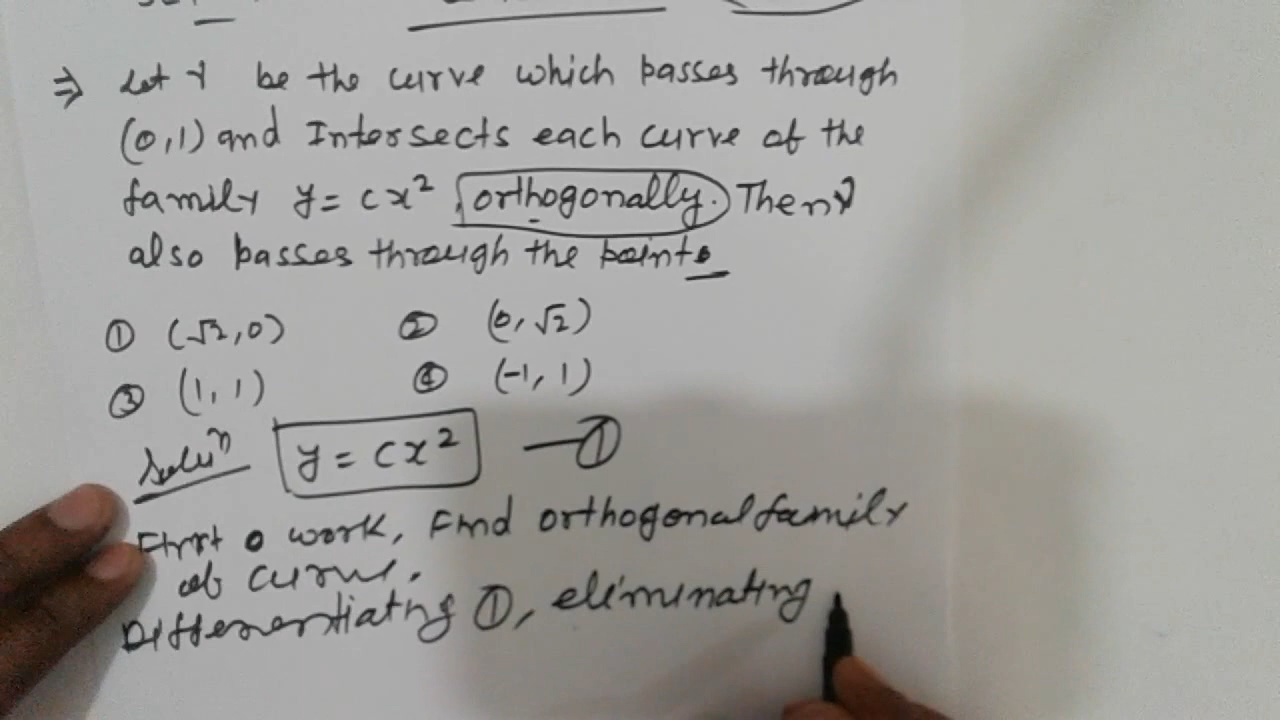 ⇒ Let γ be the curve which passes through
(0,1) and Intersects each curve of the
family y = cx² orthogonally. Then γ
also passes through the points
① (√2,0) ② (0,√2)
③ (1,1) ④ (-1,1)
Soluⁿ y = cx² —①
First o work, Find orthogonal family
of curve.
Differentiating ①, eliminating